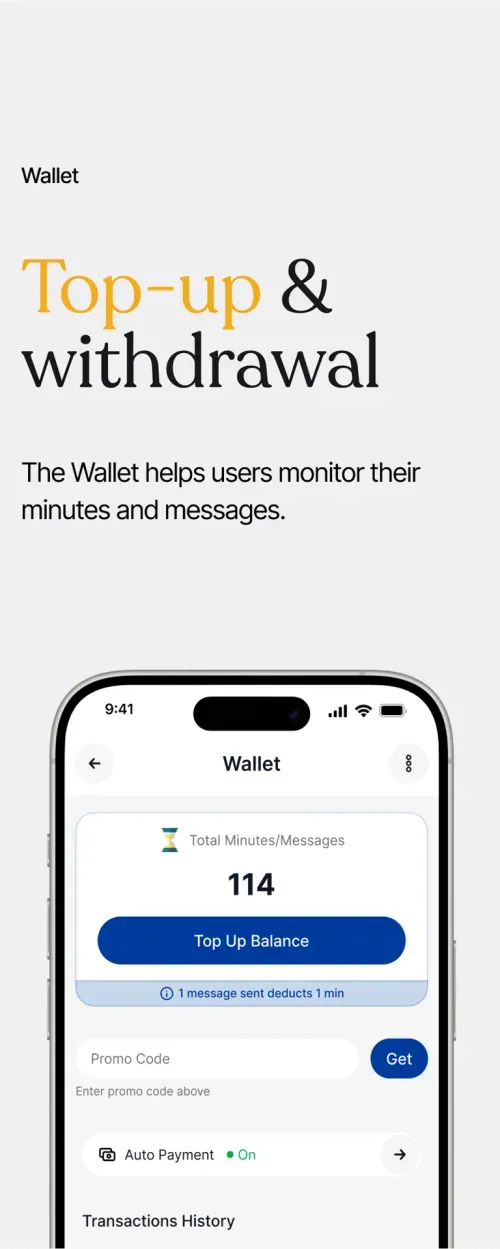 Wallet
Top-up &
withdrawal
The Wallet helps users monitor their
minutes and messages.
9:41
Wallet
Total Minutes/Messages
114
Top Up Balance
1 message sent deducts 1 min
Promo Code
Get
Enter promo code above
Auto Payment On
Transactions History